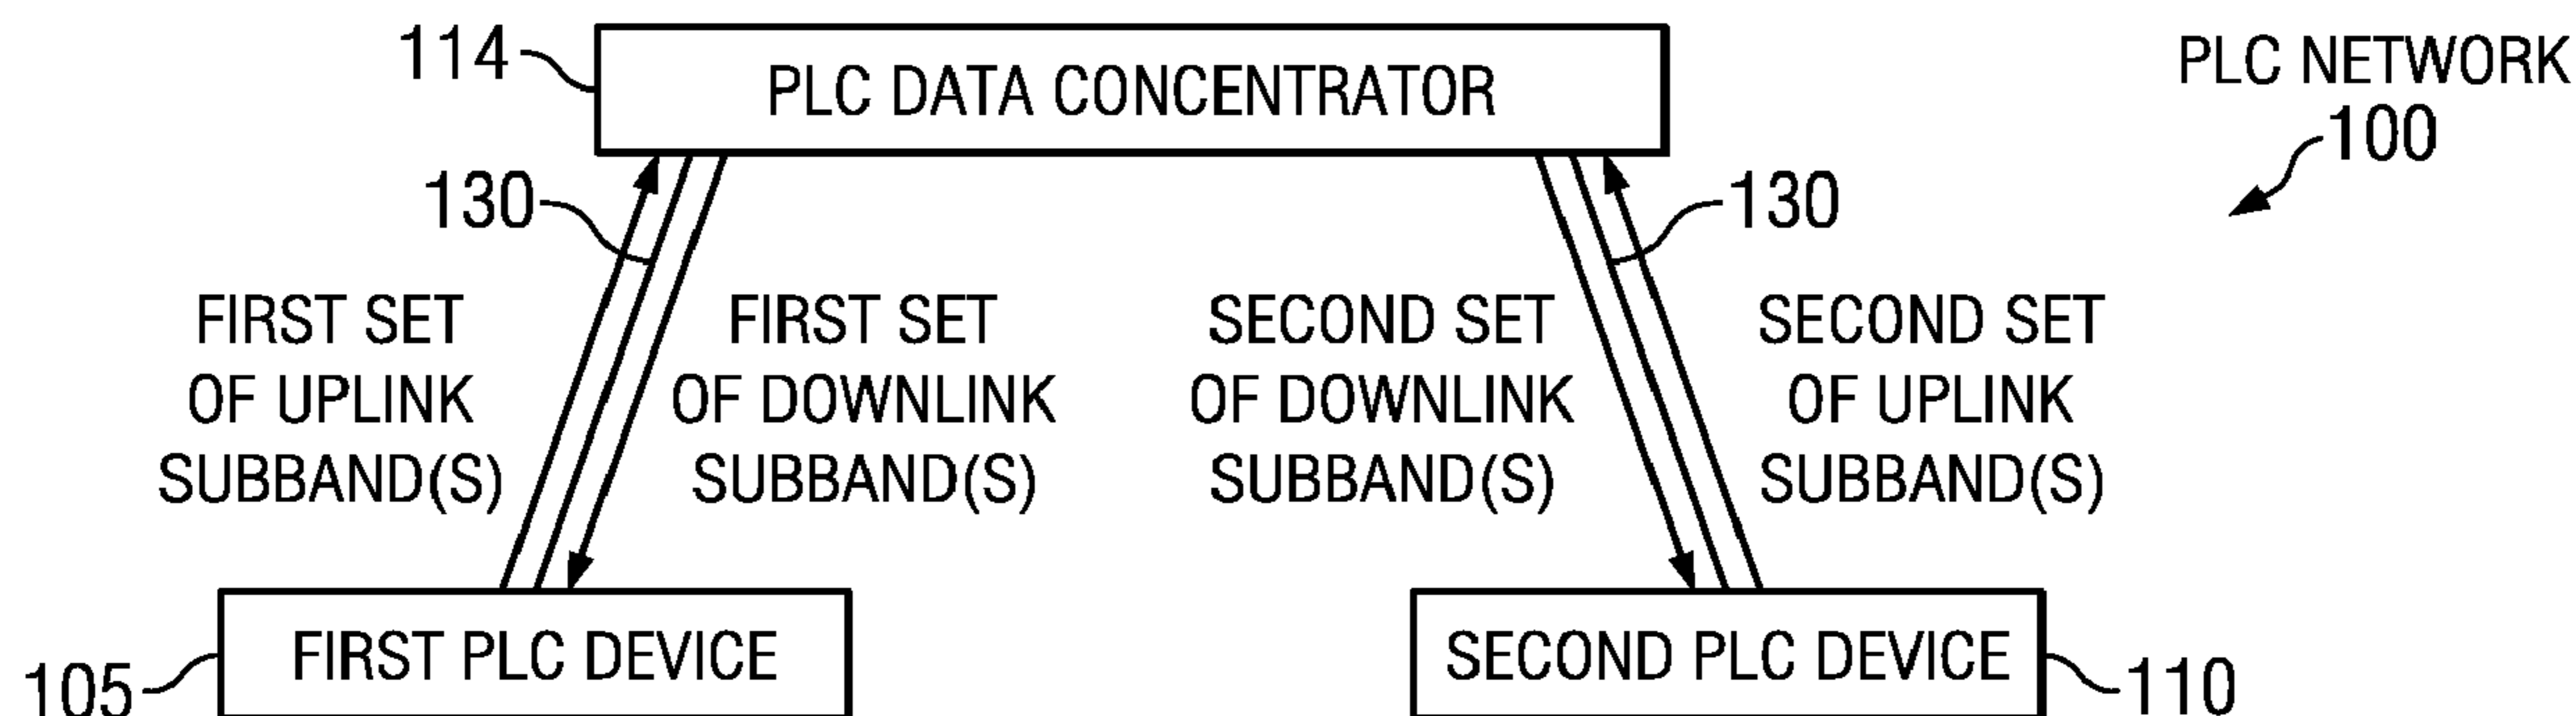 114
PLC DATA CONCENTRATOR
PLC NETWORK
100
130
130
FIRST SET
OF UPLINK
SUBBAND(S)
FIRST SET
OF DOWNLINK
SUBBAND(S)
SECOND SET
OF DOWNLINK
SUBBAND(S)
SECOND SET
OF UPLINK
SUBBAND(S)
105
FIRST PLC DEVICE
SECOND PLC DEVICE
110